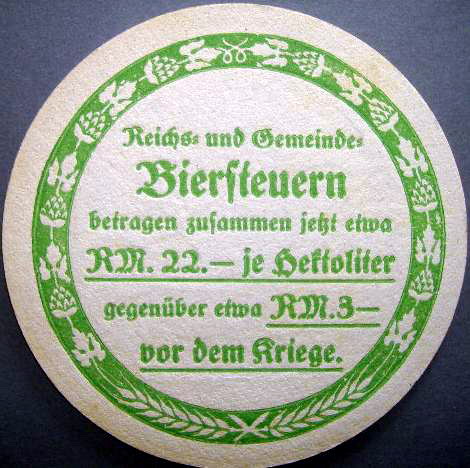 Reichs- und Gemeinde-
Bierſteuern
betragen zuſammen jetzt etwa
RM. 22.— je Hektoliter
gegenüber etwa RM.3—
vor dem Kriege.